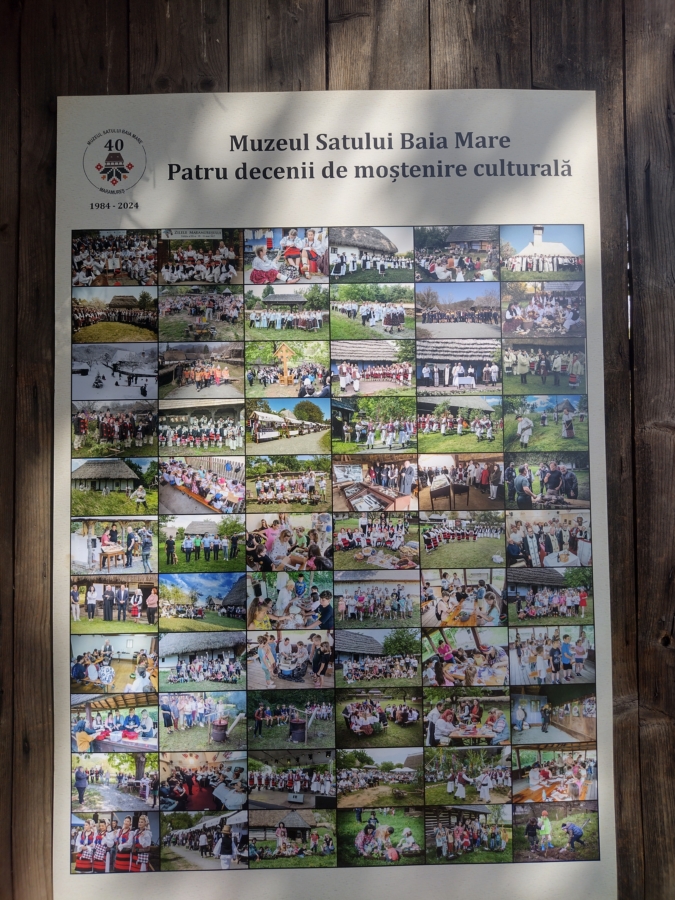 MUZEUL SATULUI BAIA MARE
40
MARAMUREȘ
1984 - 2024
Muzeul Satului Baia Mare
Patru decenii de moștenire culturală